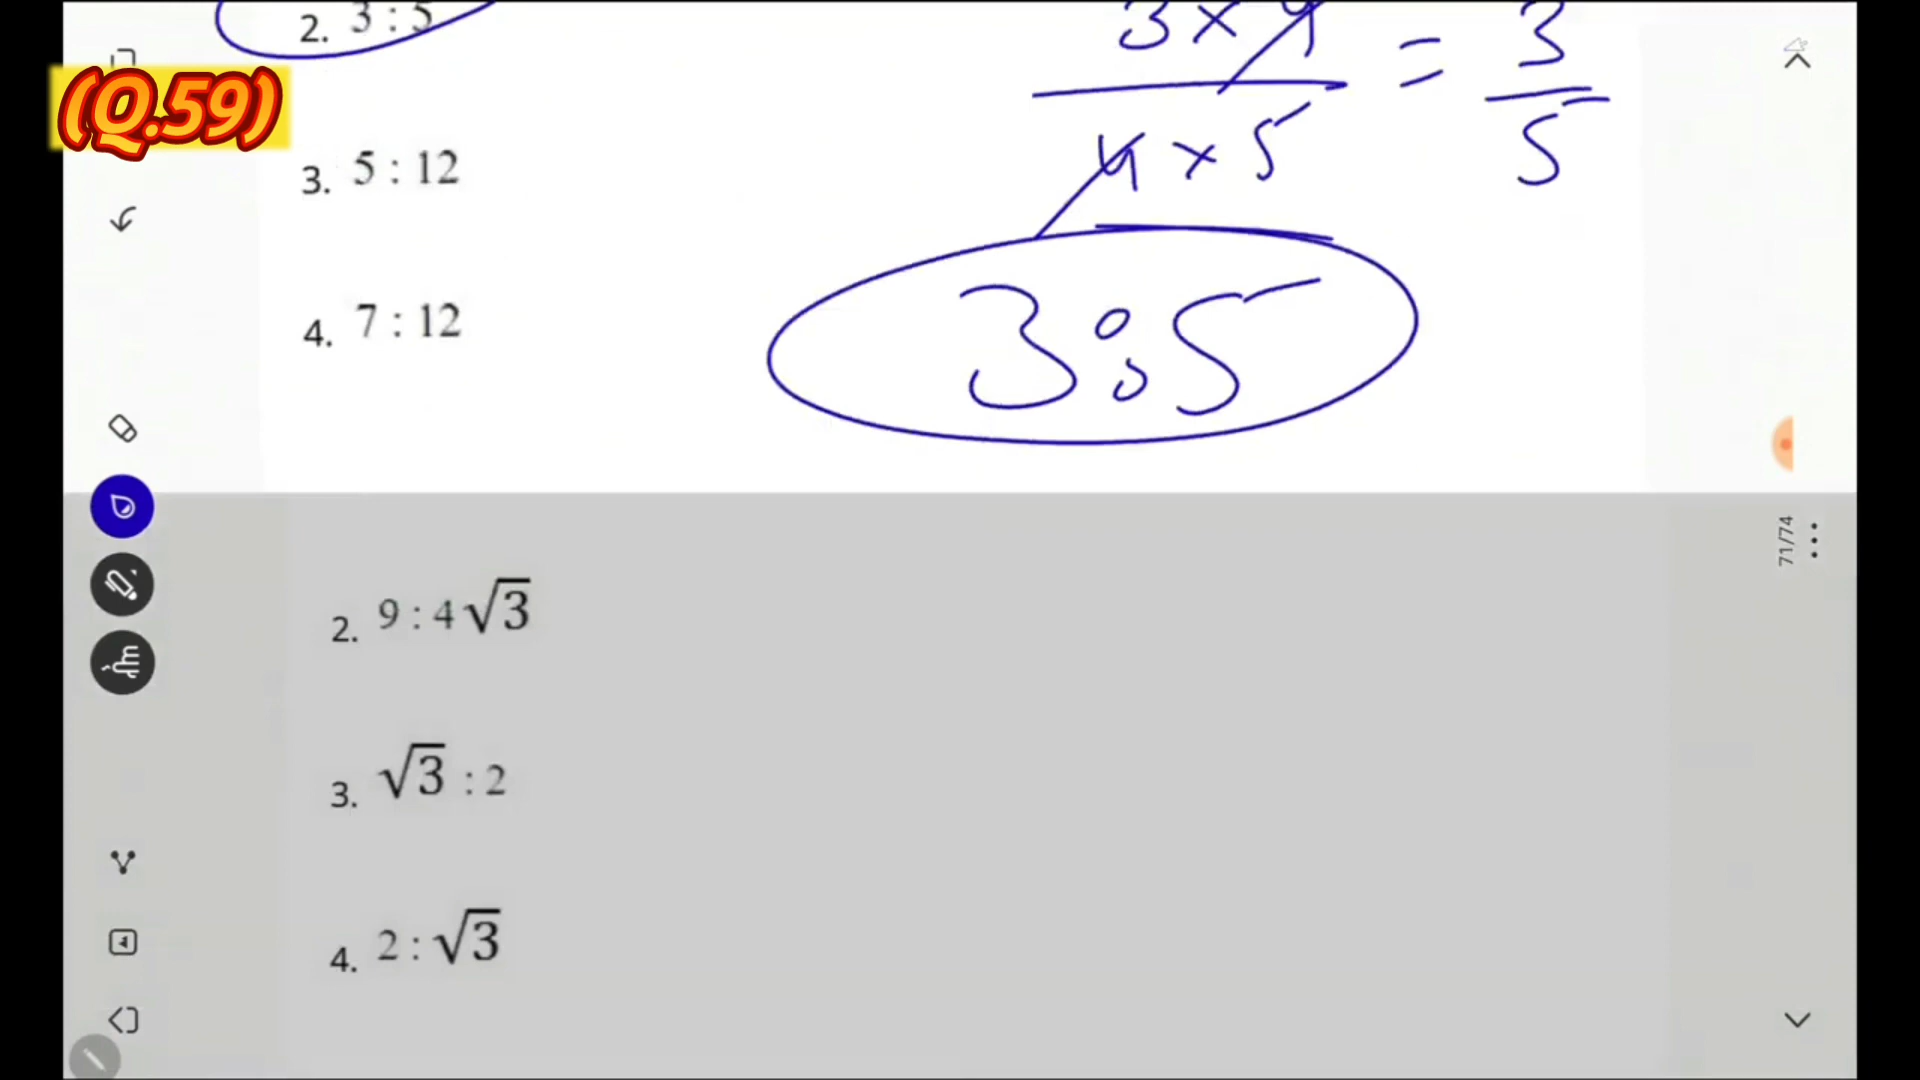 2. 3 : 5
(Q.59)
3. 5 : 12
4. 7 : 12
3 × 4
4 × 5
= 3
5
3:5
71/74
2. 9 : 4√3
3. √3 : 2
4. 2 : √3